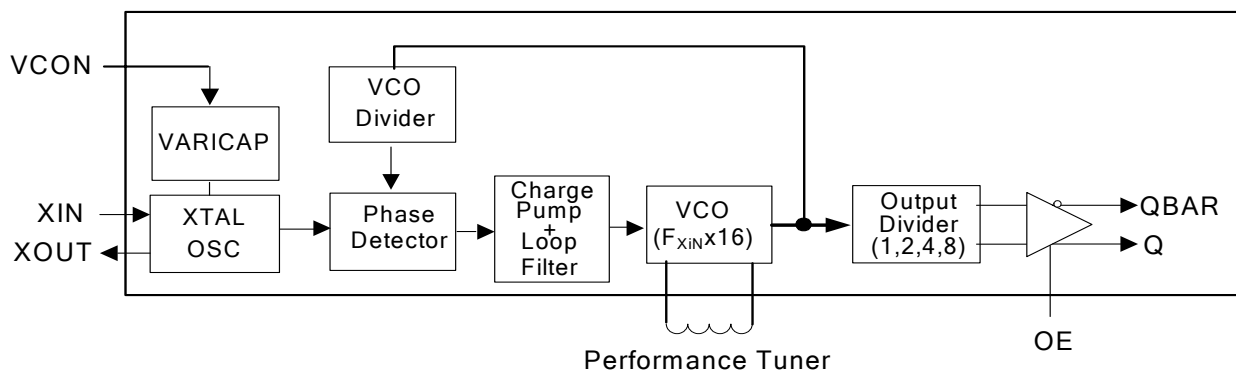 VCON
VARICAP
VCO
Divider
XIN
XOUT
XTAL
OSC
Phase
Detector
Charge
Pump
+
Loop
Filter
VCO
(FXiNx16)
Output
Divider
(1,2,4,8)
QBAR
Q
OE
Performance Tuner